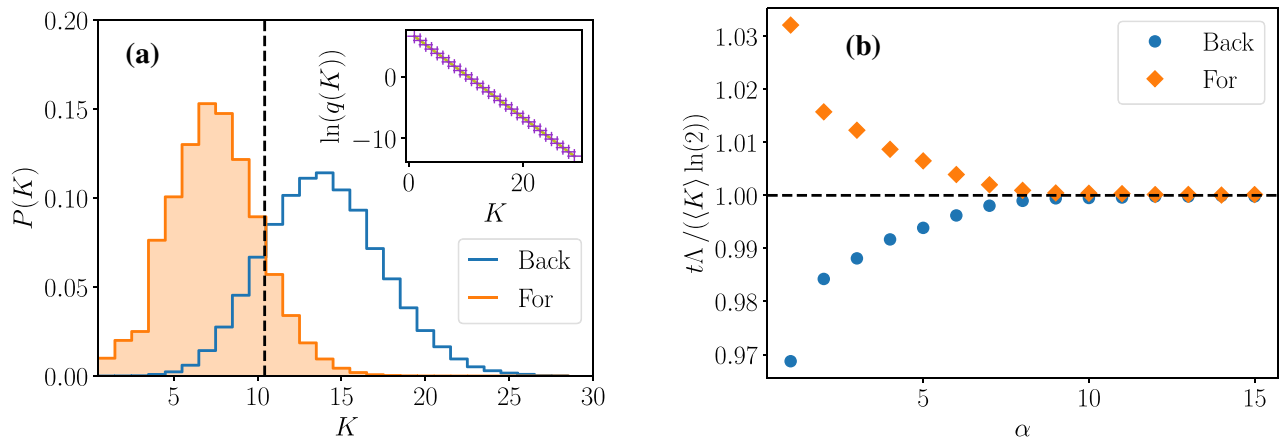 (a)
P(K)
0.20
0.15
0.10
0.05
0.00
5
10
15
20
25
30
K
ln(q(K))
0
−10
0
20
K
Back
For
(b)
tΛ/(⟨K⟩ ln(2))
1.03
1.02
1.01
1.00
0.99
0.98
0.97
5
10
15
α
Back
For